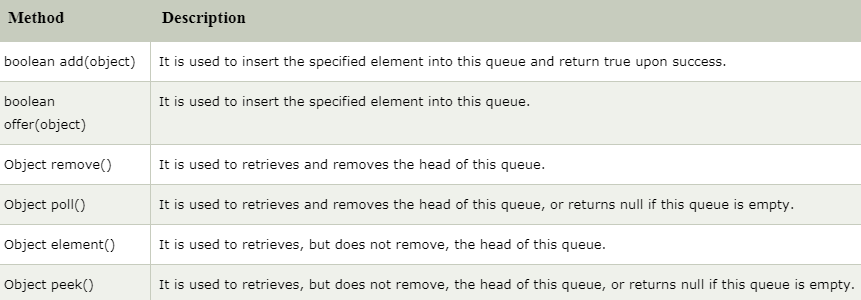 Method Description
boolean add(object) It is used to insert the specified element into this queue and return true upon success.
boolean It is used to insert the specified element into this queue.
offer(object)
Object remove() It is used to retrieves and removes the head of this queue.
Object poll() It is used to retrieves and removes the head of this queue, or returns null if this queue is empty.
Object element() It is used to retrieves, but does not remove, the head of this queue.
Object peek() It is used to retrieves, but does not remove, the head of this queue, or returns null if this queue is empty.